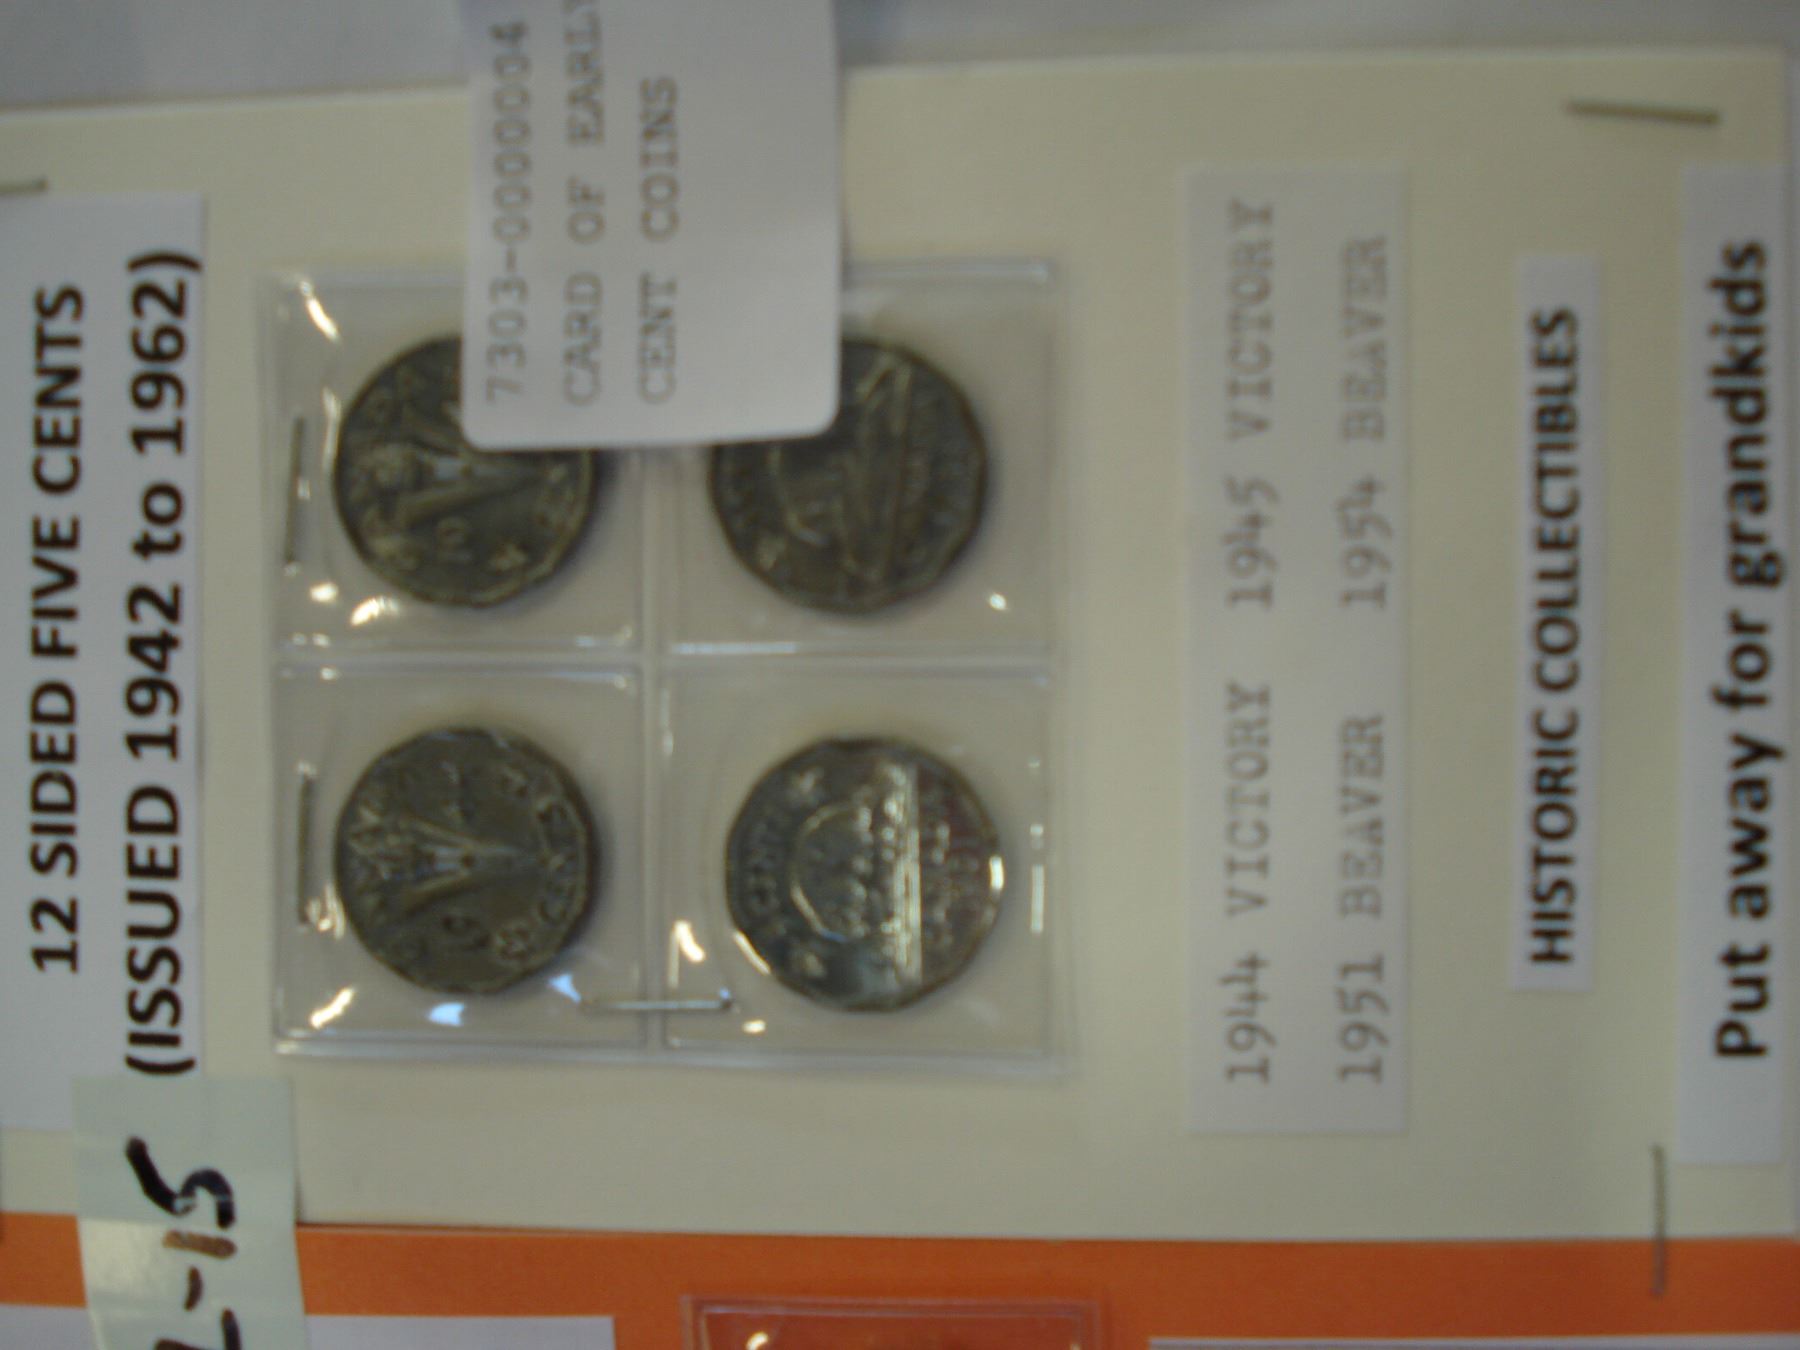 12 SIDED FIVE CENTS
(ISSUED 1942 to 1962)
7303-0000004
CARD OF EARLY
CENT COINS
1944 VICTORY 1945 VICTORY
1951 BEAVER 1954 BEAVER
HISTORIC COLLECTIBLES
Put away for grandkids
-15